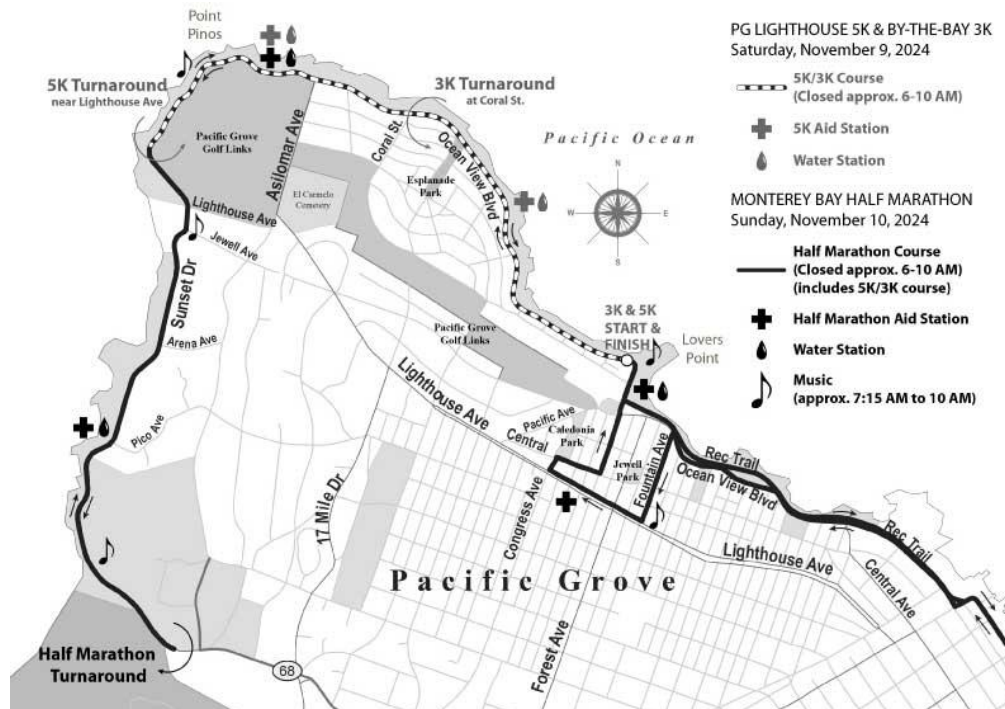 Point
Pinos
5K Turnaround
near Lighthouse Ave
3K Turnaround
at Coral St.
Pacific Grove
Golf Links
Asilomar Ave
Coral St.
Ocean View Blvd
Esplanade
Park
El Carmelo
Cemetery
Pacific Ocean
N
W
E
S
Lighthouse Ave
Jewell Ave
Sunset Dr
Arena Ave
Pico Ave
17 Mile Dr
Pacific Grove
Golf Links
3K & 5K
START &
FINISH
Lovers
Point
Lighthouse Ave
Pacific Ave
Central
Caledonia
Park
Jewell
Park
Fountain Ave
Congress Ave
Rec Trail
Ocean View Blvd
Rec Trail
Lighthouse Ave
Central Ave
Pacific Grove
Forest Ave
68
Half Marathon
Turnaround
PG LIGHTHOUSE 5K & BY-THE-BAY 3K
Saturday, November 9, 2024
5K/3K Course
(Closed approx. 6-10 AM)
5K Aid Station
Water Station
MONTEREY BAY HALF MARATHON
Sunday, November 10, 2024
Half Marathon Course
(Closed approx. 6-10 AM)
(includes 5K/3K course)
Half Marathon Aid Station
Water Station
Music
(approx. 7:15 AM to 10 AM)